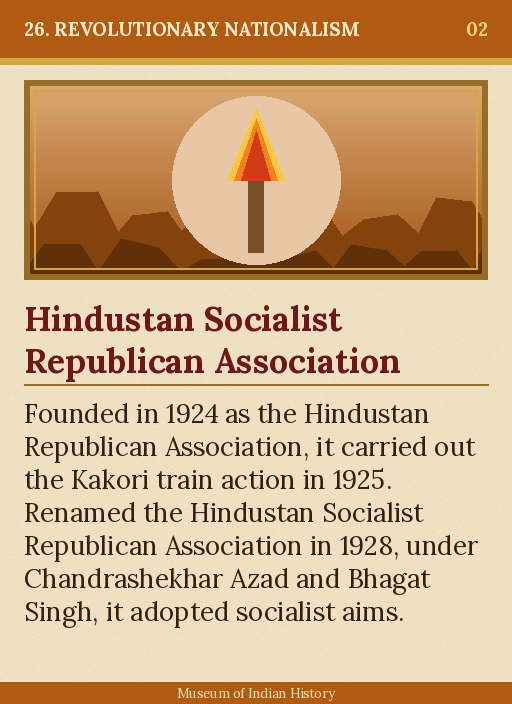 26. REVOLUTIONARY NATIONALISM
02
Hindustan Socialist
Republican Association
Founded in 1924 as the Hindustan
Republican Association, it carried out
the Kakori train action in 1925.
Renamed the Hindustan Socialist
Republican Association in 1928, under
Chandrashekhar Azad and Bhagat
Singh, it adopted socialist aims.
Museum of Indian History